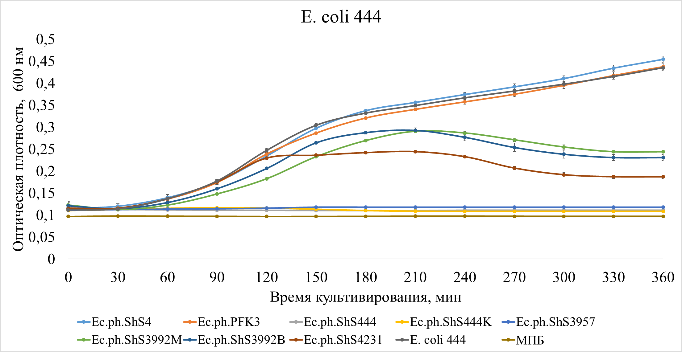 E. coli 444
Оптическая плотность, 600 нм
0,5
0,45
0,4
0,35
0,3
0,25
0,2
0,15
0,1
0,05
0
0 30 60 90 120 150 180 210 240 270 300 330 360
Время культивирования, мин
Ec.ph.ShS4 Ec.ph.PFK3 Ec.ph.ShS444 Ec.ph.ShS444K Ec.ph.ShS3957
Ec.ph.ShS3992M Ec.ph.ShS3992B Ec.ph.ShS4231 E. coli 444 МПБ